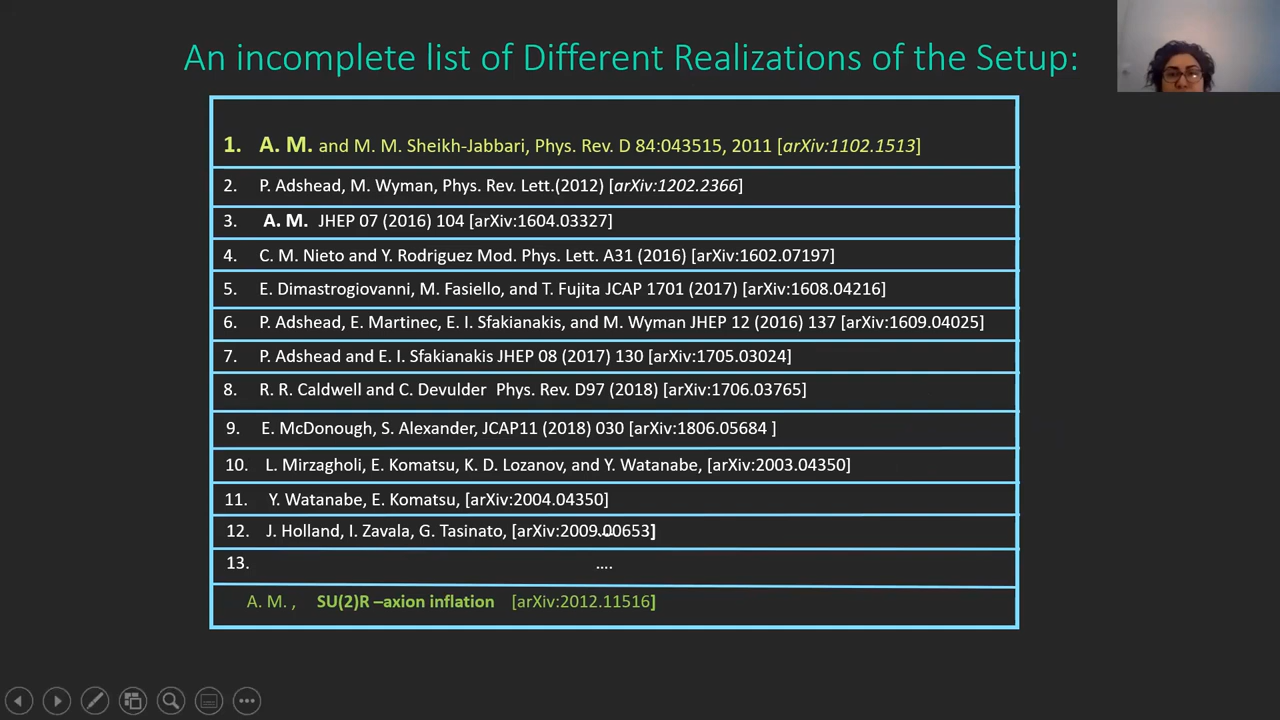 An incomplete list of Different Realizations of the Setup:
1. A. M. and M. M. Sheikh-Jabbari, Phys. Rev. D 84:043515, 2011 [arXiv:1102.1513]
2. P. Adshead, M. Wyman, Phys. Rev. Lett.(2012) [arXiv:1202.2366]
3. A. M. JHEP 07 (2016) 104 [arXiv:1604.03327]
4. C. M. Nieto and Y. Rodriguez Mod. Phys. Lett. A31 (2016) [arXiv:1602.07197]
5. E. Dimastrogiovanni, M. Fasiello, and T. Fujita JCAP 1701 (2017) [arXiv:1608.04216]
6. P. Adshead, E. Martinec, E. I. Sfakianakis, and M. Wyman JHEP 12 (2016) 137 [arXiv:1609.04025]
7. P. Adshead and E. I. Sfakianakis JHEP 08 (2017) 130 [arXiv:1705.03024]
8. R. R. Caldwell and C. Devulder Phys. Rev. D97 (2018) [arXiv:1706.03765]
9. E. McDonough, S. Alexander, JCAP11 (2018) 030 [arXiv:1806.05684 ]
10. L. Mirzagholi, E. Komatsu, K. D. Lozanov, and Y. Watanabe, [arXiv:2003.04350]
11. Y. Watanabe, E. Komatsu, [arXiv:2004.04350]
12. J. Holland, I. Zavala, G. Tasinato, [arXiv:2009.00653]
13. ....
A. M. , SU(2)R –axion inflation [arXiv:2012.11516]